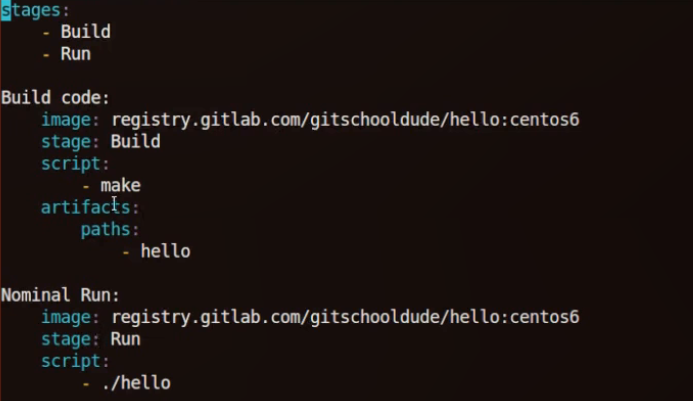 stages:
    - Build
    - Run

Build code:
    image: registry.gitlab.com/gitschooldude/hello:centos6
    stage: Build
    script:
        - make
    artifacts:
        paths:
            - hello

Nominal Run:
    image: registry.gitlab.com/gitschooldude/hello:centos6
    stage: Run
    script:
        - ./hello